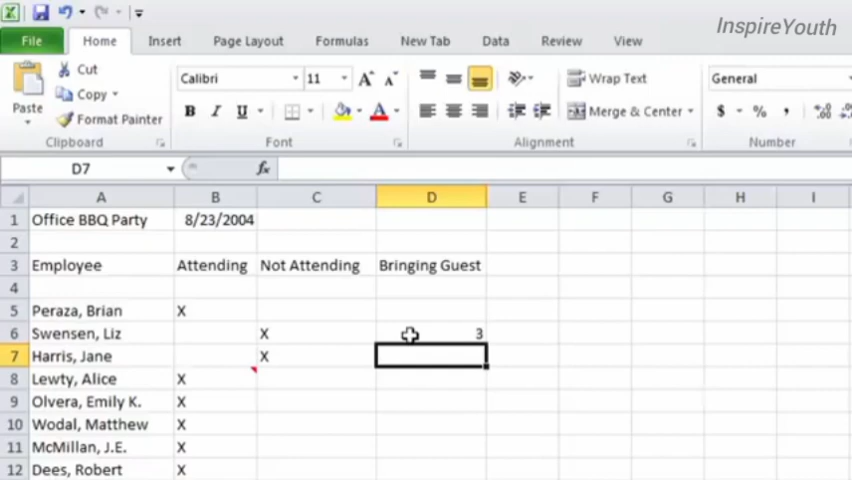 InspireYouth
File Home Insert Page Layout Formulas New Tab Data Review View
Cut Calibri 11 A A Wrap Text General
Paste Copy
Format Painter B I U A Merge & Center $ % ,
Clipboard Font Alignment Number
D7 fx
A B C D E F G H I
1 Office BBQ Party 8/23/2004
2
3 Employee Attending Not Attending Bringing Guest
4
5 Peraza, Brian X
6 Swensen, Liz X 3
7 Harris, Jane X
8 Lewty, Alice X
9 Olvera, Emily K. X
10 Wodal, Matthew X
11 McMillan, J.E. X
12 Dees, Robert X